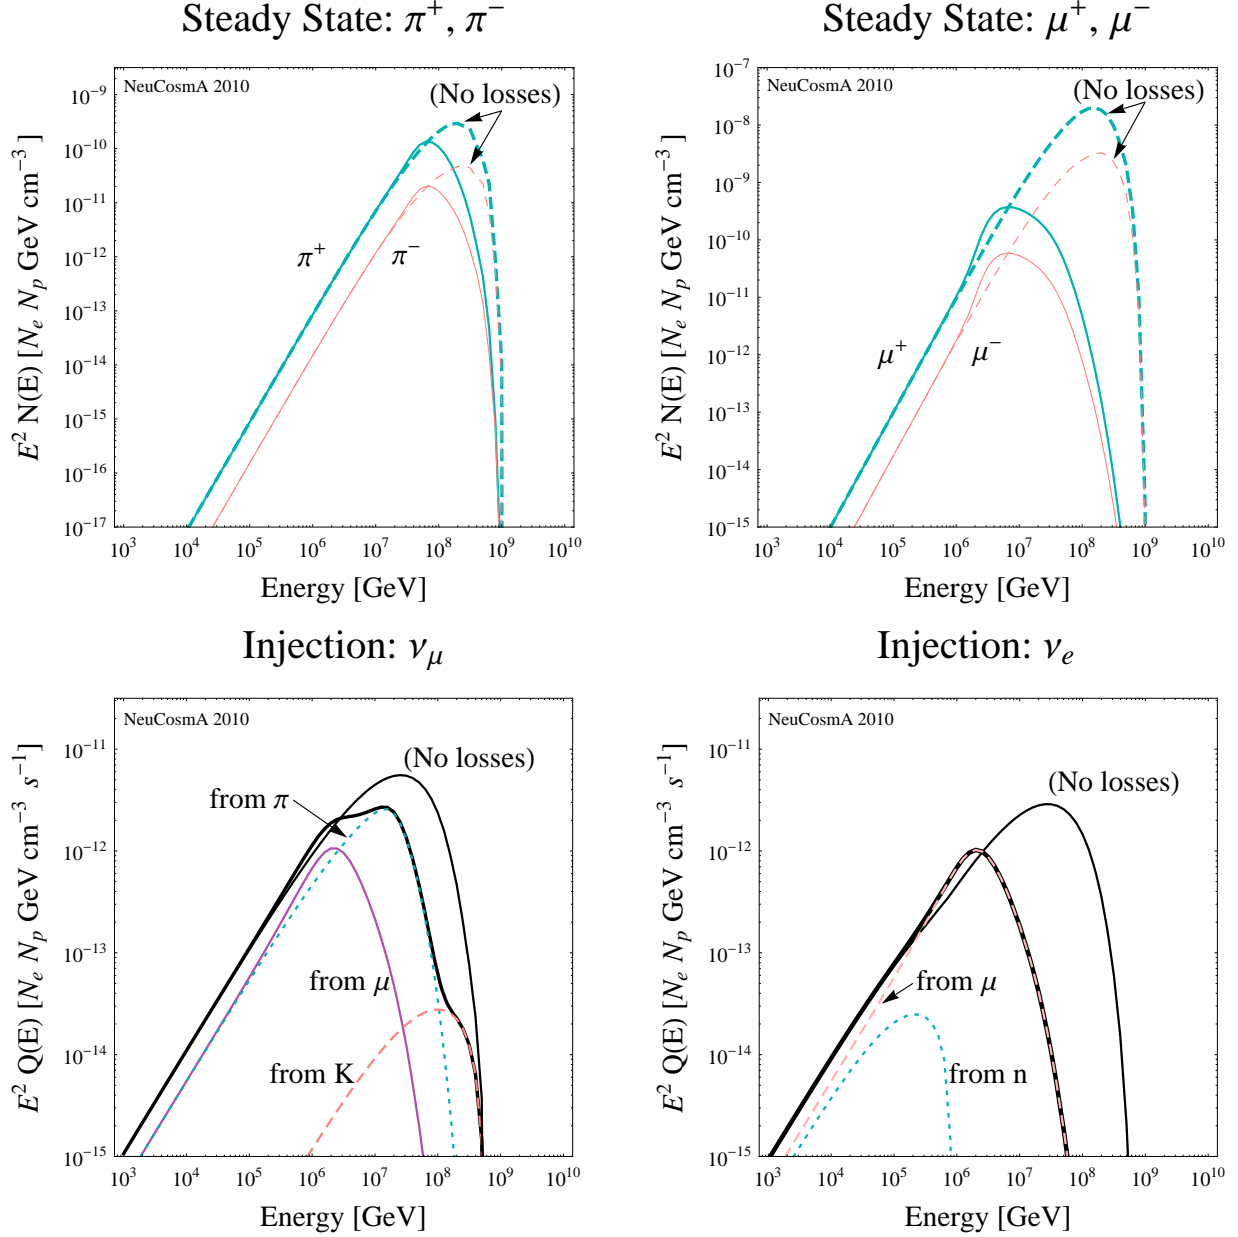 Steady State: π⁺, π⁻
NeuCosmA 2010
(No losses)
π⁺
π⁻
10⁻⁹
10⁻¹⁰
10⁻¹¹
10⁻¹²
10⁻¹³
10⁻¹⁴
10⁻¹⁵
10⁻¹⁶
10⁻¹⁷
E² N(E) [Nₑ Nₚ GeV cm⁻³]
10³ 10⁴ 10⁵ 10⁶ 10⁷ 10⁸ 10⁹ 10¹⁰
Energy [GeV]
Steady State: μ⁺, μ⁻
NeuCosmA 2010
(No losses)
μ⁺
μ⁻
10⁻⁷
10⁻⁸
10⁻⁹
10⁻¹⁰
10⁻¹¹
10⁻¹²
10⁻¹³
10⁻¹⁴
10⁻¹⁵
E² N(E) [Nₑ Nₚ GeV cm⁻³]
10³ 10⁴ 10⁵ 10⁶ 10⁷ 10⁸ 10⁹ 10¹⁰
Energy [GeV]
Injection: ν_μ
NeuCosmA 2010
(No losses)
from π
from μ
from K
10⁻¹¹
10⁻¹²
10⁻¹³
10⁻¹⁴
10⁻¹⁵
E² Q(E) [Nₑ Nₚ GeV cm⁻³ s⁻¹]
10³ 10⁴ 10⁵ 10⁶ 10⁷ 10⁸ 10⁹ 10¹⁰
Energy [GeV]
Injection: νₑ
NeuCosmA 2010
(No losses)
from μ
from n
10⁻¹¹
10⁻¹²
10⁻¹³
10⁻¹⁴
10⁻¹⁵
E² Q(E) [Nₑ Nₚ GeV cm⁻³ s⁻¹]
10³ 10⁴ 10⁵ 10⁶ 10⁷ 10⁸ 10⁹ 10¹⁰
Energy [GeV]